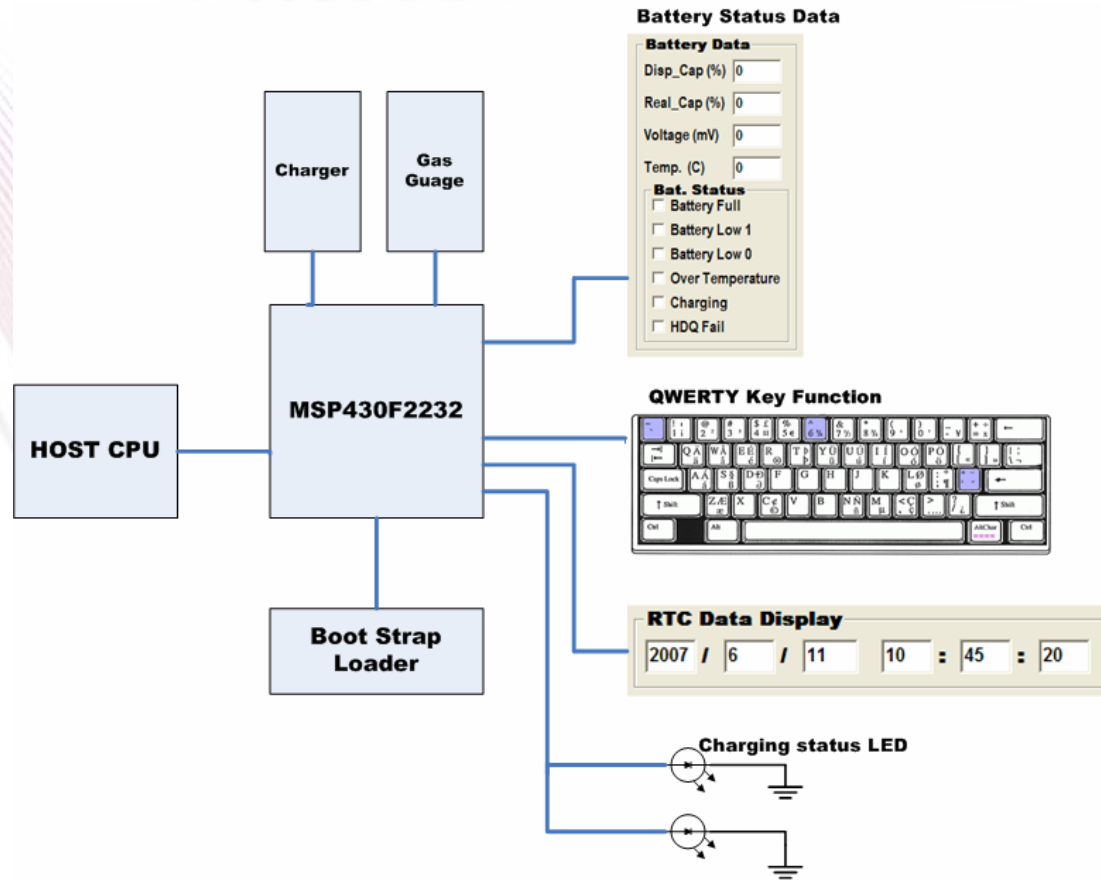 Battery Status Data
Battery Data
Disp_Cap (%) 0
Real_Cap (%) 0
Voltage (mV) 0
Temp. (C) 0
Bat. Status
Battery Full
Battery Low 1
Battery Low 0
Over Temperature
Charging
HDQ Fail
Charger
Gas
Guage
MSP430F2232
HOST CPU
Boot Strap
Loader
QWERTY Key Function
Caps Lock
Shift
Shift
Ctrl
Alt
AltChar
Ctrl
RTC Data Display
2007 / 6 / 11 10 : 45 : 20
Charging status LED